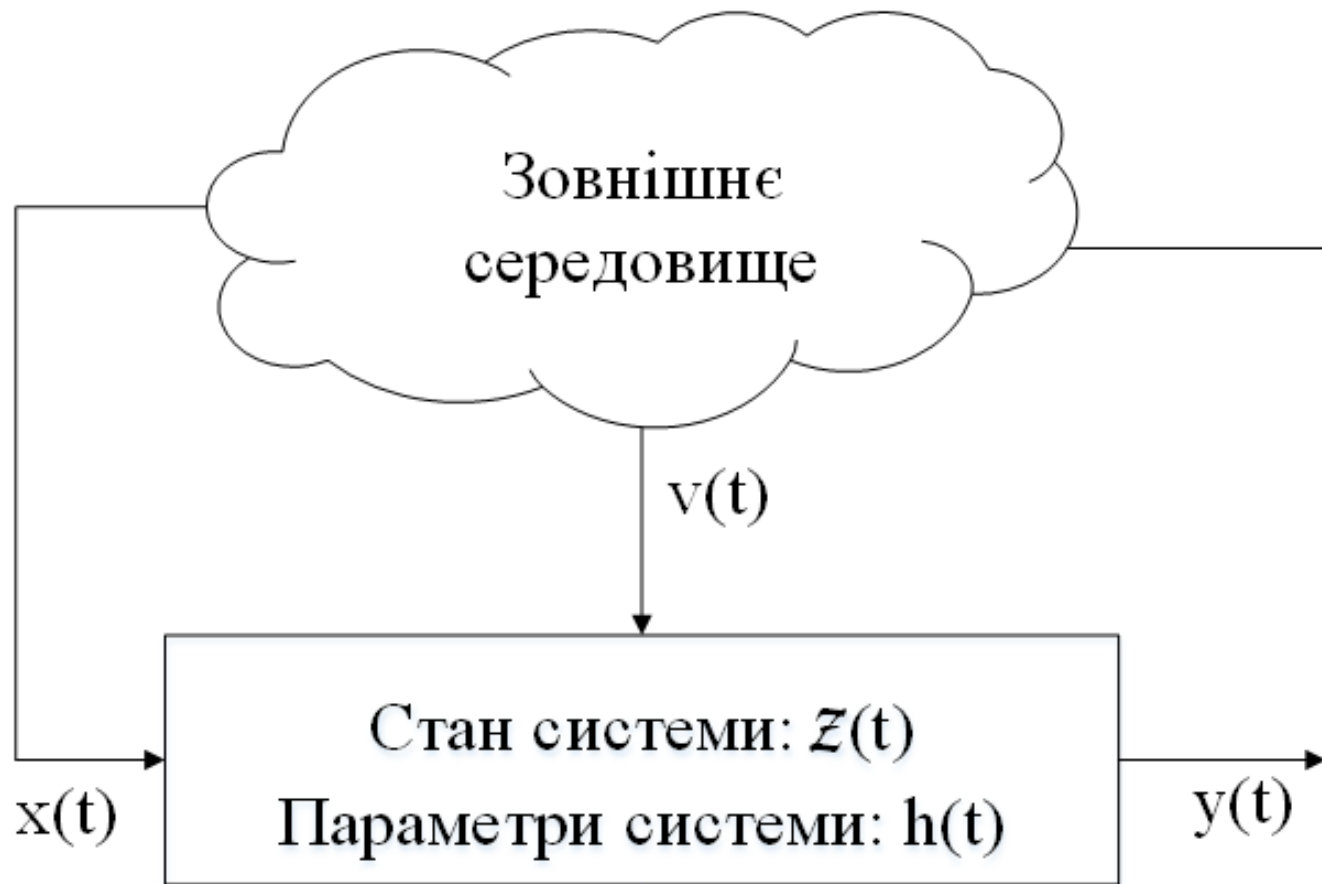 Зовнішнє
середовище
v(t)
Стан системи: 𝒵(t)
Параметри системи: h(t)
x(t)
y(t)